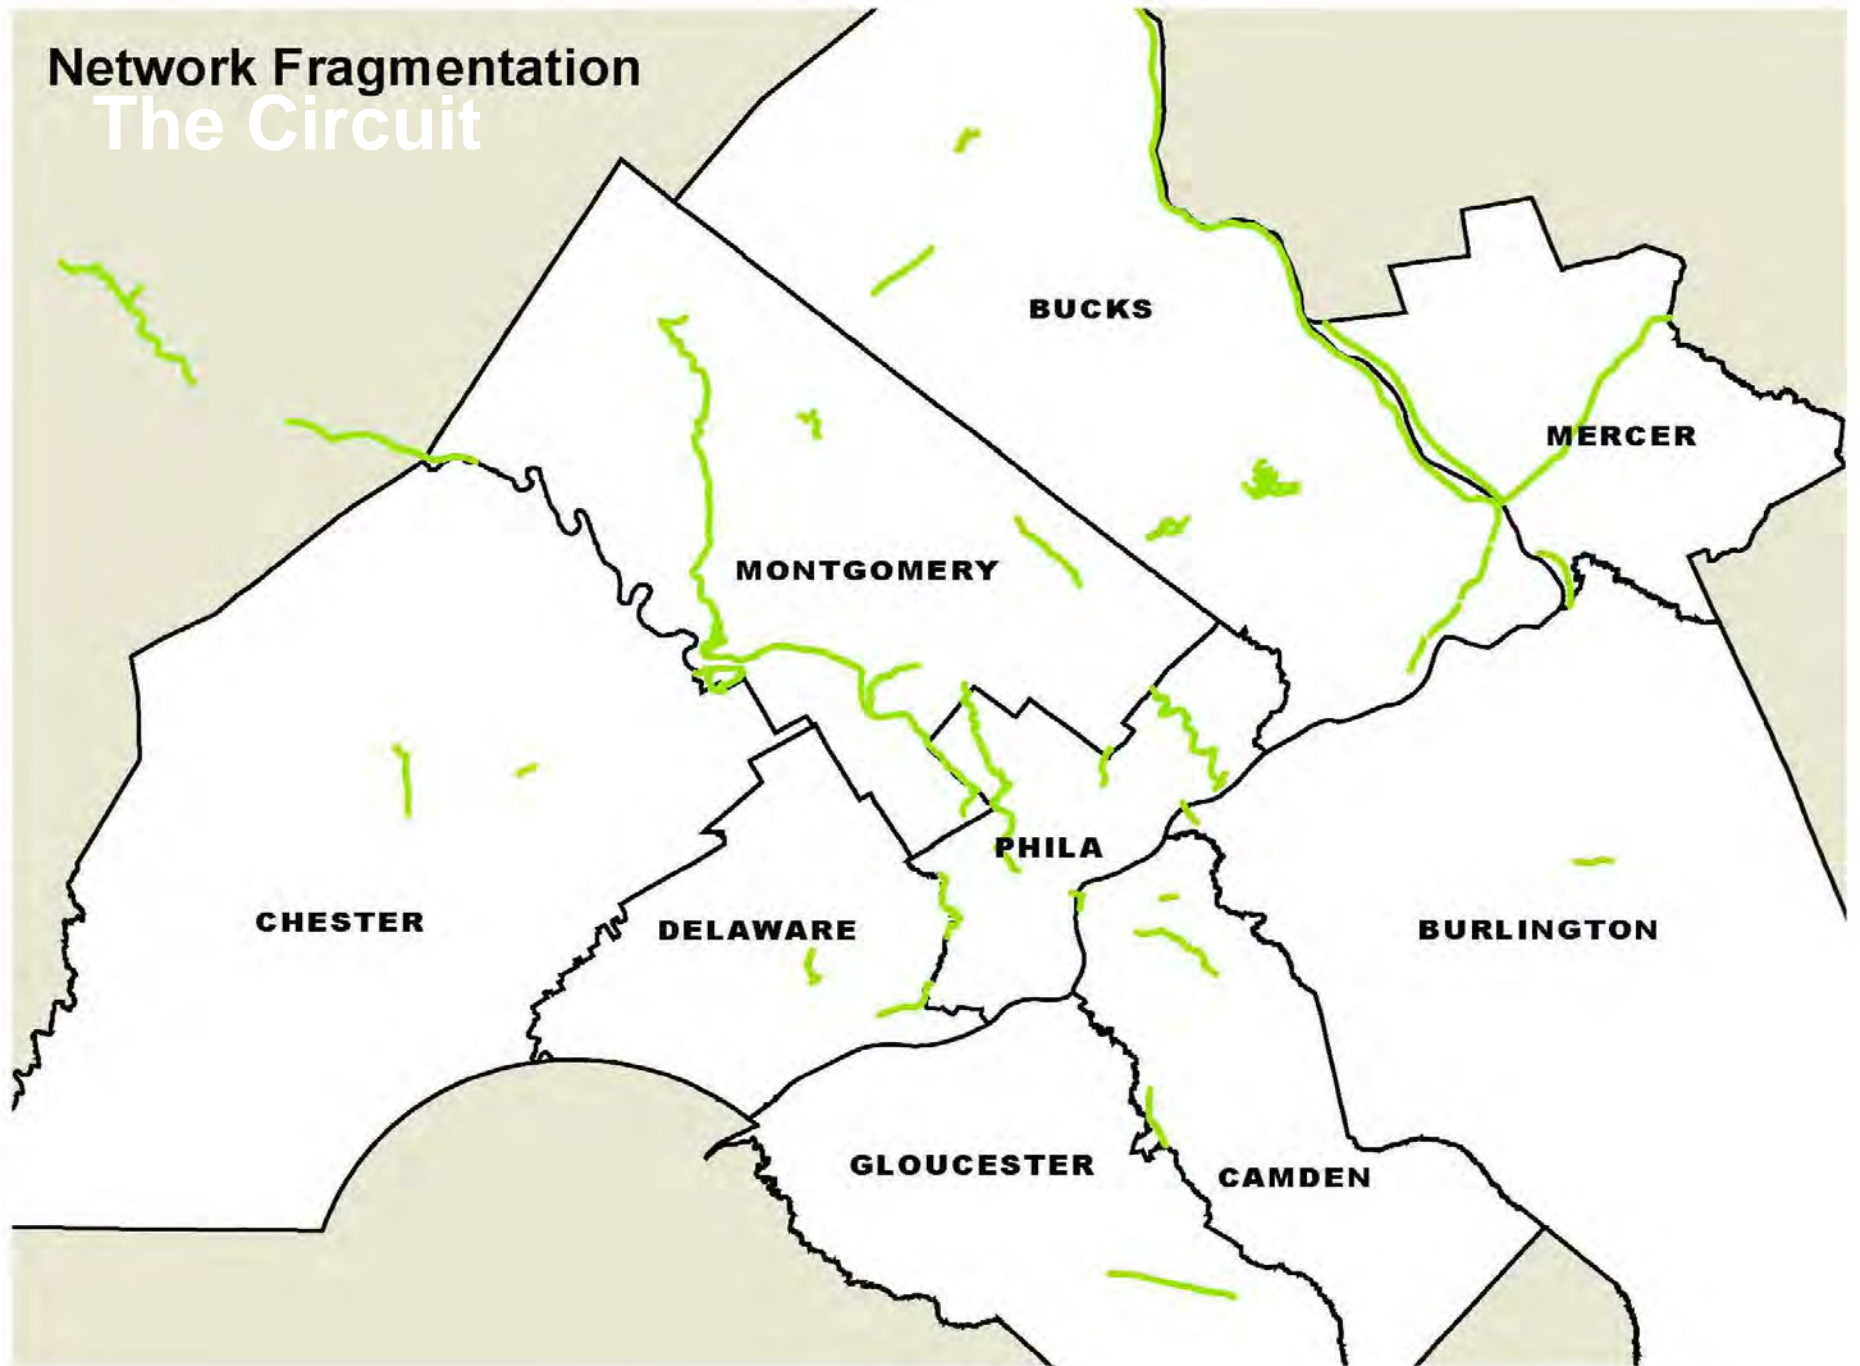 Network Fragmentation
The Circuit
BUCKS
MERCER
MONTGOMERY
PHILA
CHESTER
DELAWARE
BURLINGTON
GLOUCESTER
CAMDEN